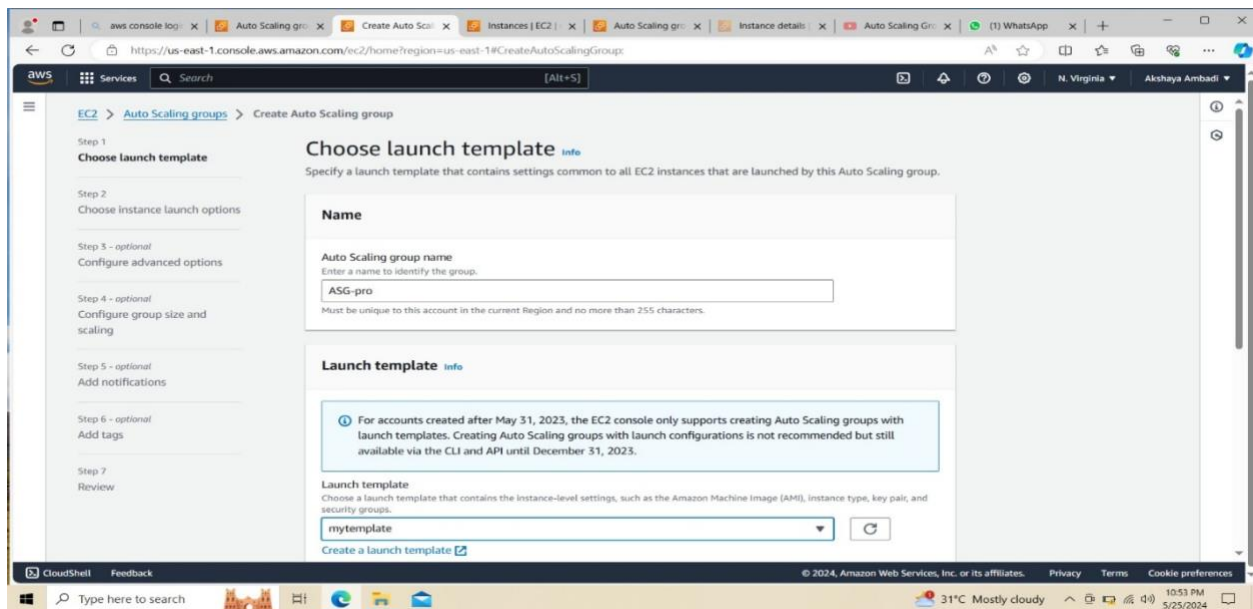 aws console logi
Auto Scaling gro
Create Auto Scali
Instances | EC2 |
Auto Scaling gro
Instance details |
Auto Scaling Gro
(1) WhatsApp
https://us-east-1.console.aws.amazon.com/ec2/home?region=us-east-1#CreateAutoScalingGroup:
aws
Services
Search
[Alt+S]
N. Virginia
Akshaya Ambadi
EC2 > Auto Scaling groups > Create Auto Scaling group
Step 1
Choose launch template
Step 2
Choose instance launch options
Step 3 - optional
Configure advanced options
Step 4 - optional
Configure group size and
scaling
Step 5 - optional
Add notifications
Step 6 - optional
Add tags
Step 7
Review
Choose launch template Info
Specify a launch template that contains settings common to all EC2 instances that are launched by this Auto Scaling group.
Name
Auto Scaling group name
Enter a name to identify the group.
ASG-pro
Must be unique to this account in the current Region and no more than 255 characters.
Launch template Info
For accounts created after May 31, 2023, the EC2 console only supports creating Auto Scaling groups with
launch templates. Creating Auto Scaling groups with launch configurations is not recommended but still
available via the CLI and API until December 31, 2023.
Launch template
Choose a launch template that contains the instance-level settings, such as the Amazon Machine Image (AMI), instance type, key pair, and
security groups.
mytemplate
Create a launch template
CloudShell
Feedback
© 2024, Amazon Web Services, Inc. or its affiliates.
Privacy
Terms
Cookie preferences
Type here to search
31°C Mostly cloudy
10:53 PM
5/25/2024